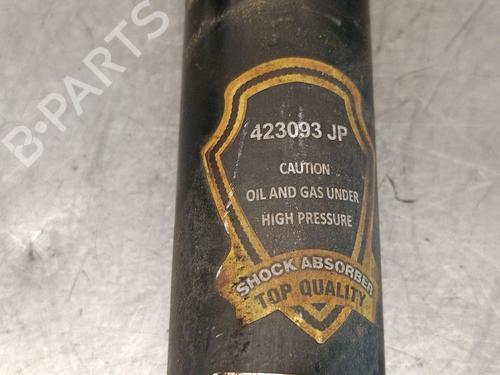 B-PARTS
423093 JP
CAUTION
OIL AND GAS UNDER
HIGH PRESSURE
SHOCK ABSORBER
TOP QUALITY